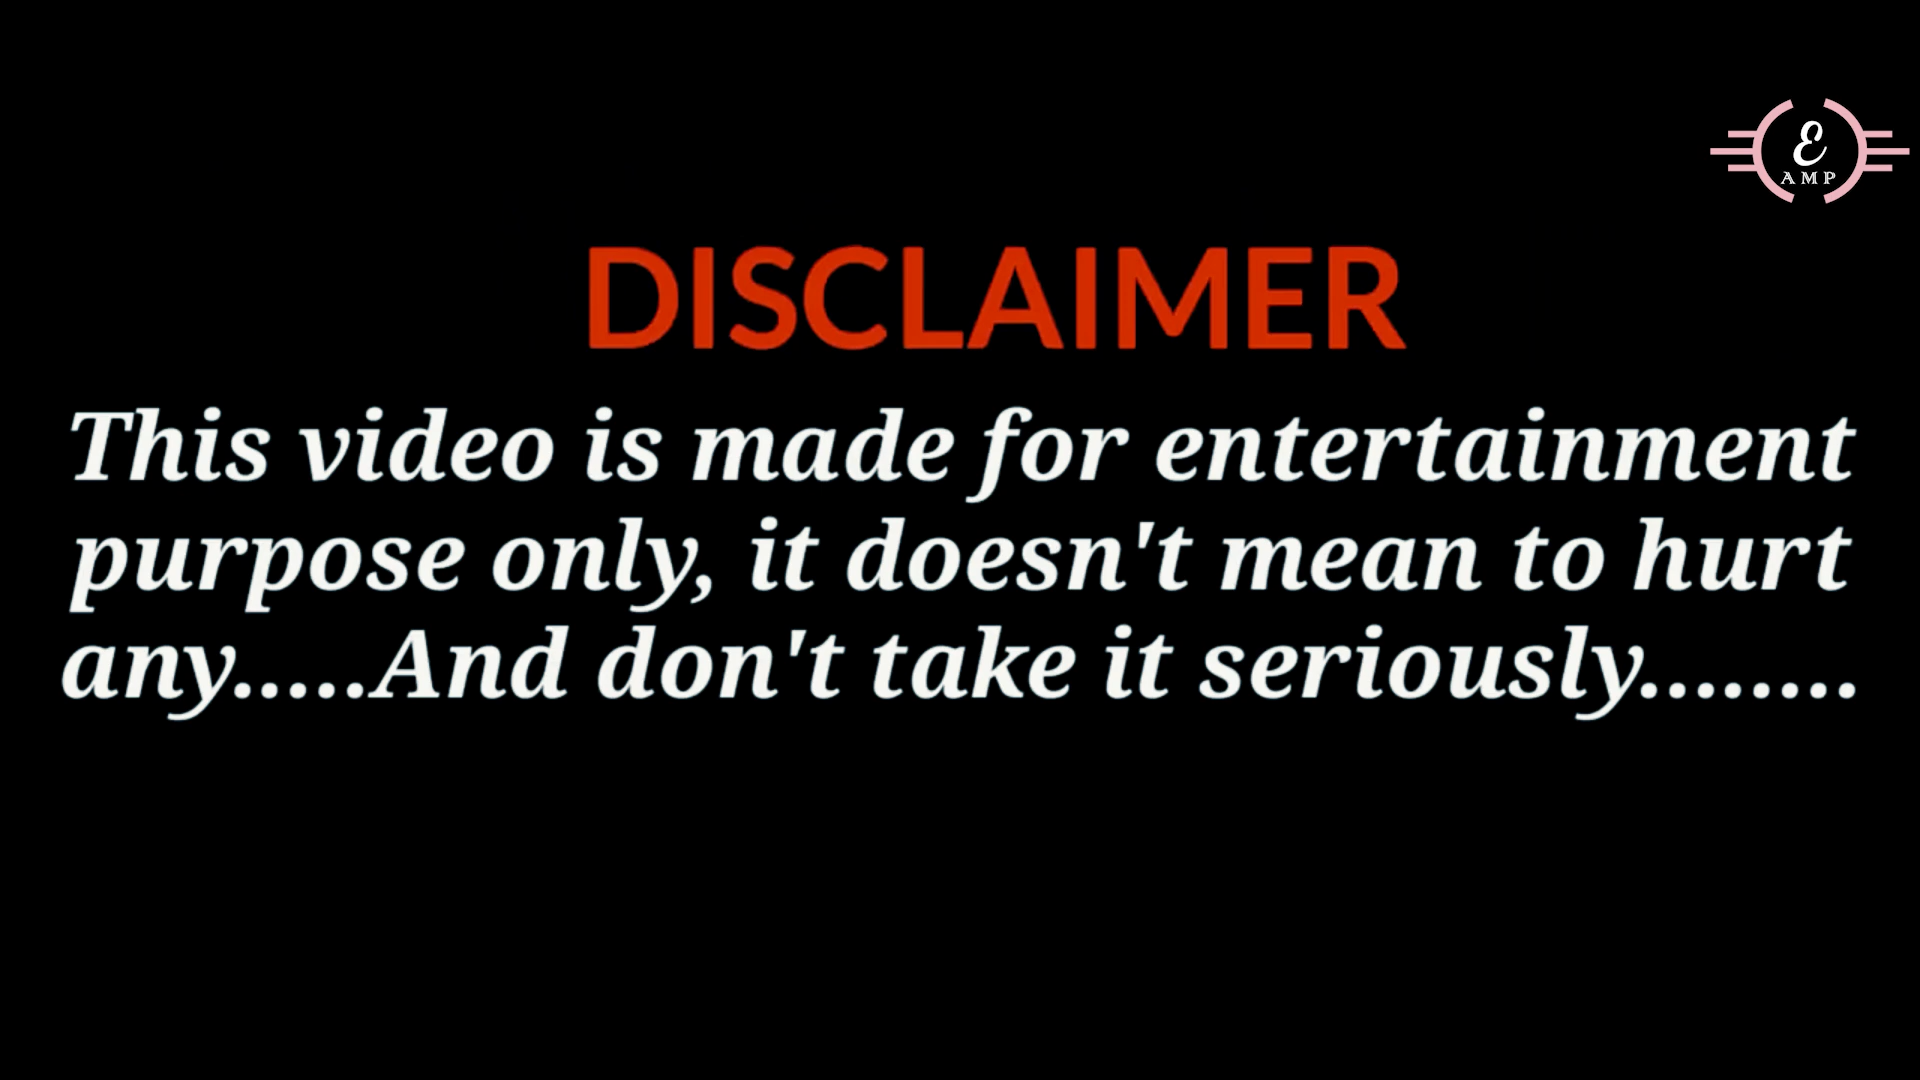 E
AMP
DISCLAIMER
This video is made for entertainment
purpose only, it doesn't mean to hurt
any.....And don't take it seriously........